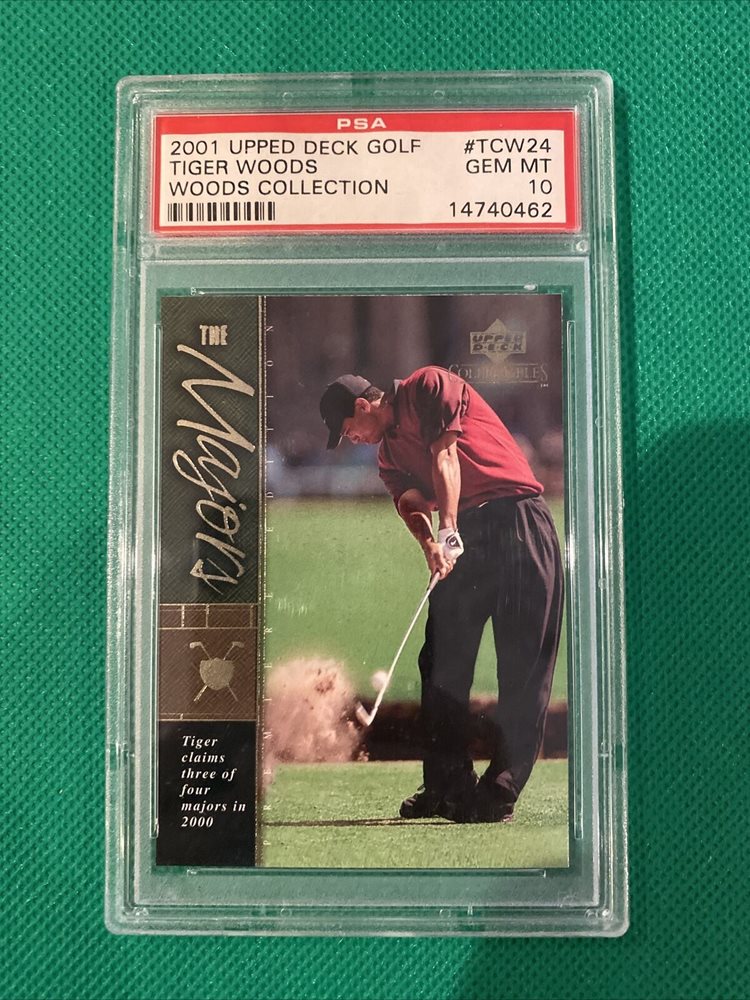 PSA
2001 UPPED DECK GOLF #TCW24
TIGER WOODS GEM MT
WOODS COLLECTION 10
14740462
THE
Majors
UPPER
DECK
COLLECTIBLES
PREMIERE EDITION
Tiger
claims
three of
four
majors in
2000